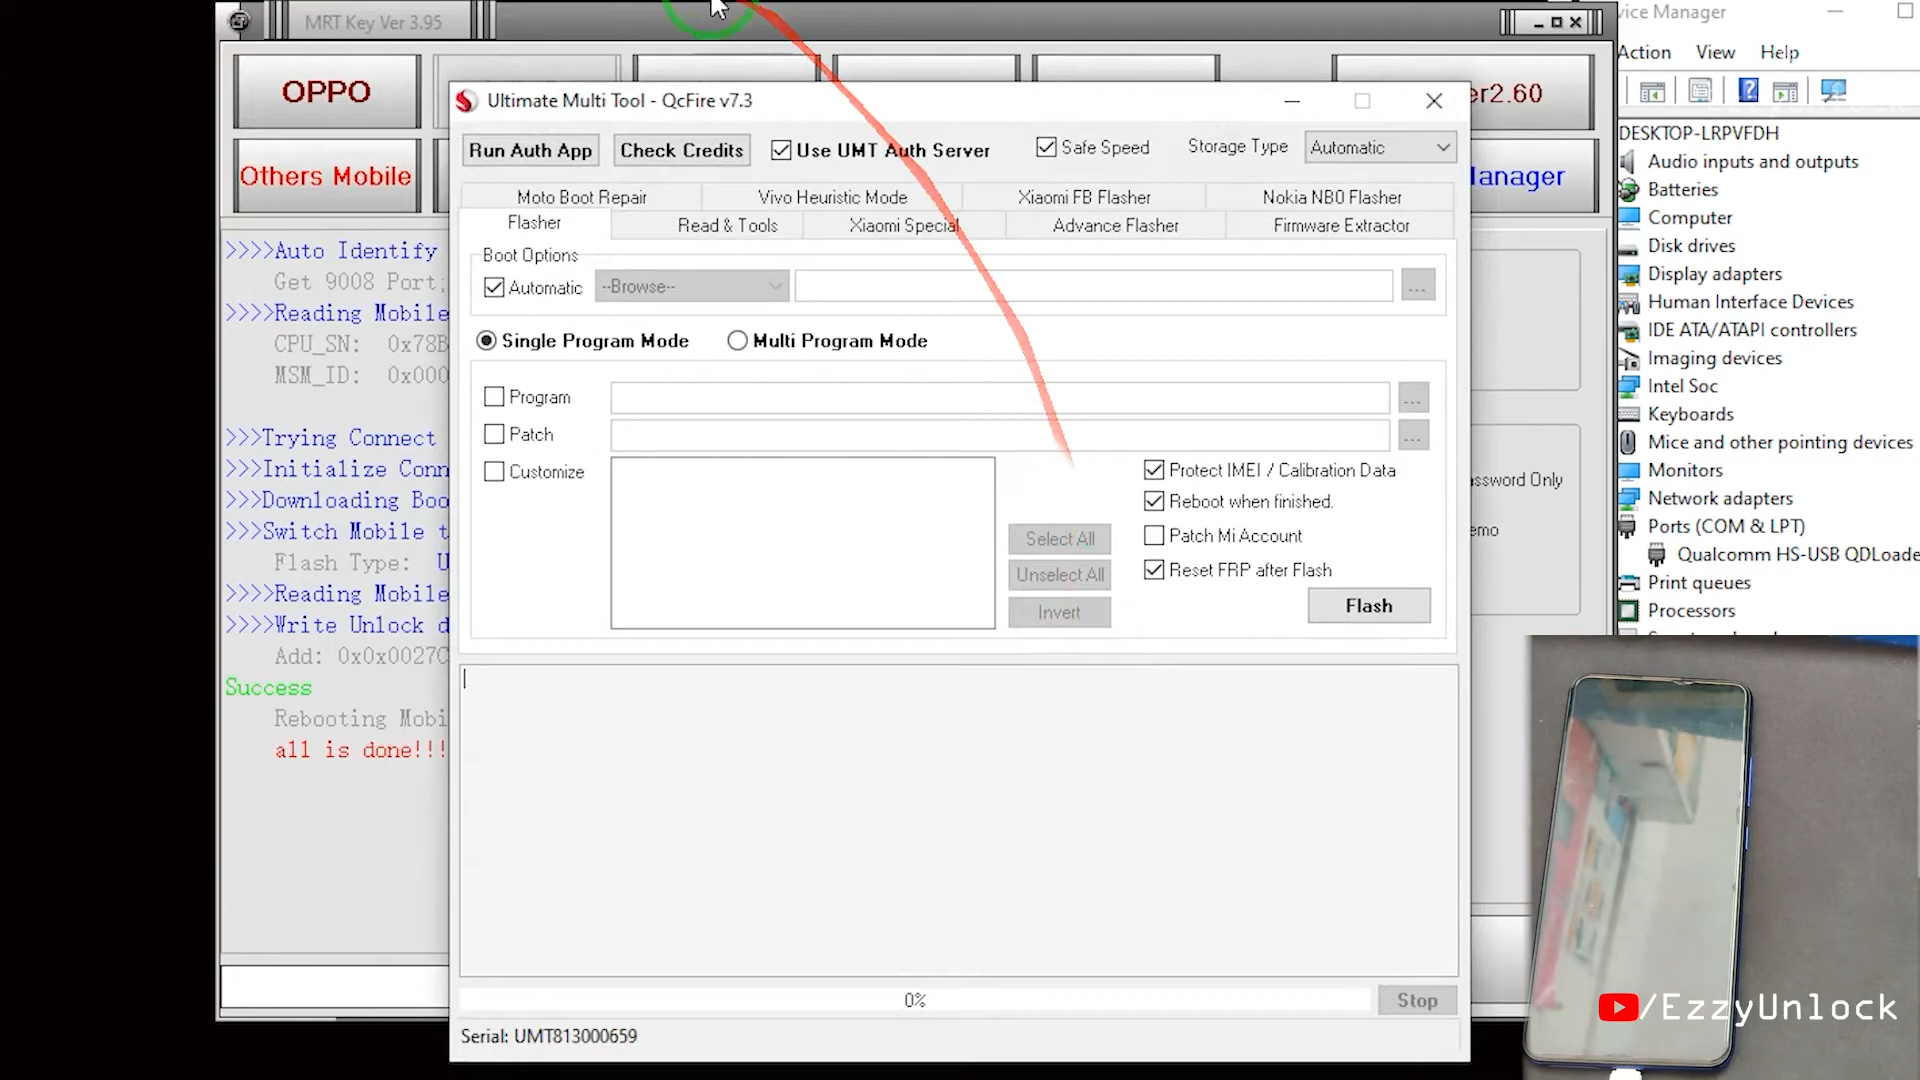 MRT Key Ver 3.95
OPPO
Others Mobile
er2.60
lanager
>>>>Auto Identify
Get 9008 Port;
>>>>Reading Mobile
CPU_SN: 0x78B
MSM_ID: 0x000
>>>Trying Connect
>>>Initialize Conn
>>>Downloading Boo
>>>Switch Mobile t
Flash Type: U
>>>>Reading Mobile
>>>>Write Unlock d
Add: 0x0x0027C
Success
Rebooting Mobi
all is done!!!
ssword Only
emo
Ultimate Multi Tool - QcFire v7.3
Run Auth App
Check Credits
Use UMT Auth Server
Safe Speed
Storage Type
Automatic
Moto Boot Repair
Vivo Heuristic Mode
Xiaomi FB Flasher
Nokia NB0 Flasher
Flasher
Read & Tools
Xiaomi Special
Advance Flasher
Firmware Extractor
Boot Options
Automatic
--Browse--
...
Single Program Mode
Multi Program Mode
Program
...
Patch
...
Customize
Select All
Unselect All
Invert
Protect IMEI / Calibration Data
Reboot when finished.
Patch Mi Account
Reset FRP after Flash
Flash
0%
Stop
Serial: UMT813000659
vice Manager
Action View Help
DESKTOP-LRPVFDH
Audio inputs and outputs
Batteries
Computer
Disk drives
Display adapters
Human Interface Devices
IDE ATA/ATAPI controllers
Imaging devices
Intel Soc
Keyboards
Mice and other pointing devices
Monitors
Network adapters
Ports (COM & LPT)
Qualcomm HS-USB QDLoade
Print queues
Processors
/EzzyUnlock